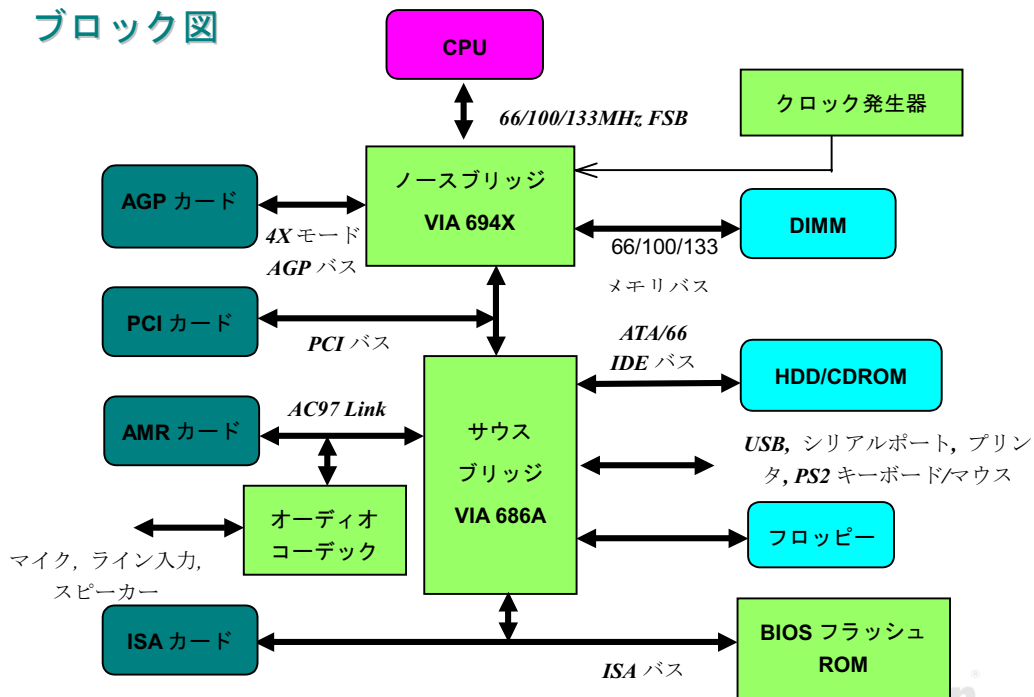 ブロック図
CPU
66/100/133MHz FSB
クロック発生器
ノースブリッジ
VIA 694X
AGP カード
4X モード
AGP バス
DIMM
66/100/133
メモリバス
PCI カード
PCI バス
ATA/66
IDE バス
HDD/CDROM
AMR カード
AC97 Link
サウス
ブリッジ
VIA 686A
USB, シリアルポート, プリン
タ, PS2 キーボード/マウス
オーディオ
コーデック
フロッピー
マイク, ライン入力,
スピーカー
ISA カード
ISA バス
BIOS フラッシュ
ROM